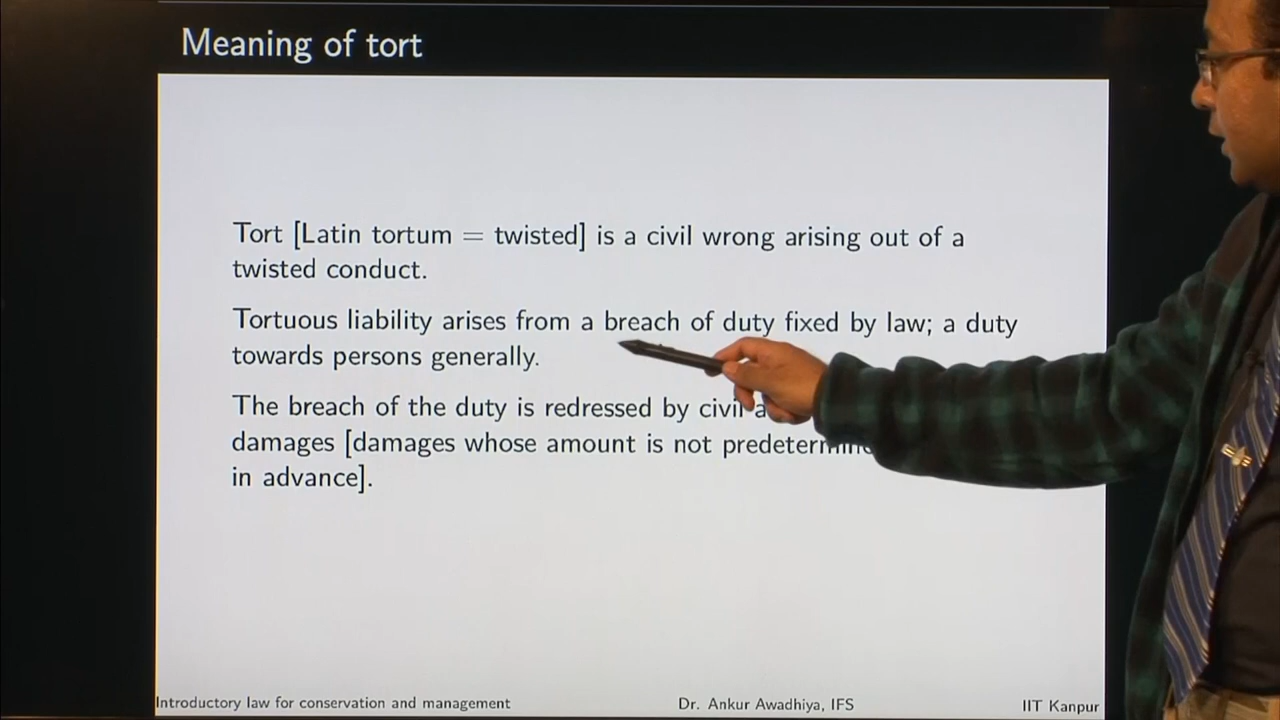 Meaning of tort
Tort [Latin tortum = twisted] is a civil wrong arising out of a
twisted conduct.
Tortuous liability arises from a breach of duty fixed by law; a duty
towards persons generally.
The breach of the duty is redressed by civil
damages [damages whose amount is not
in advance].
Introductory law for conservation and management
Dr. Ankur Awadhiya, IFS
IIT Kanpur